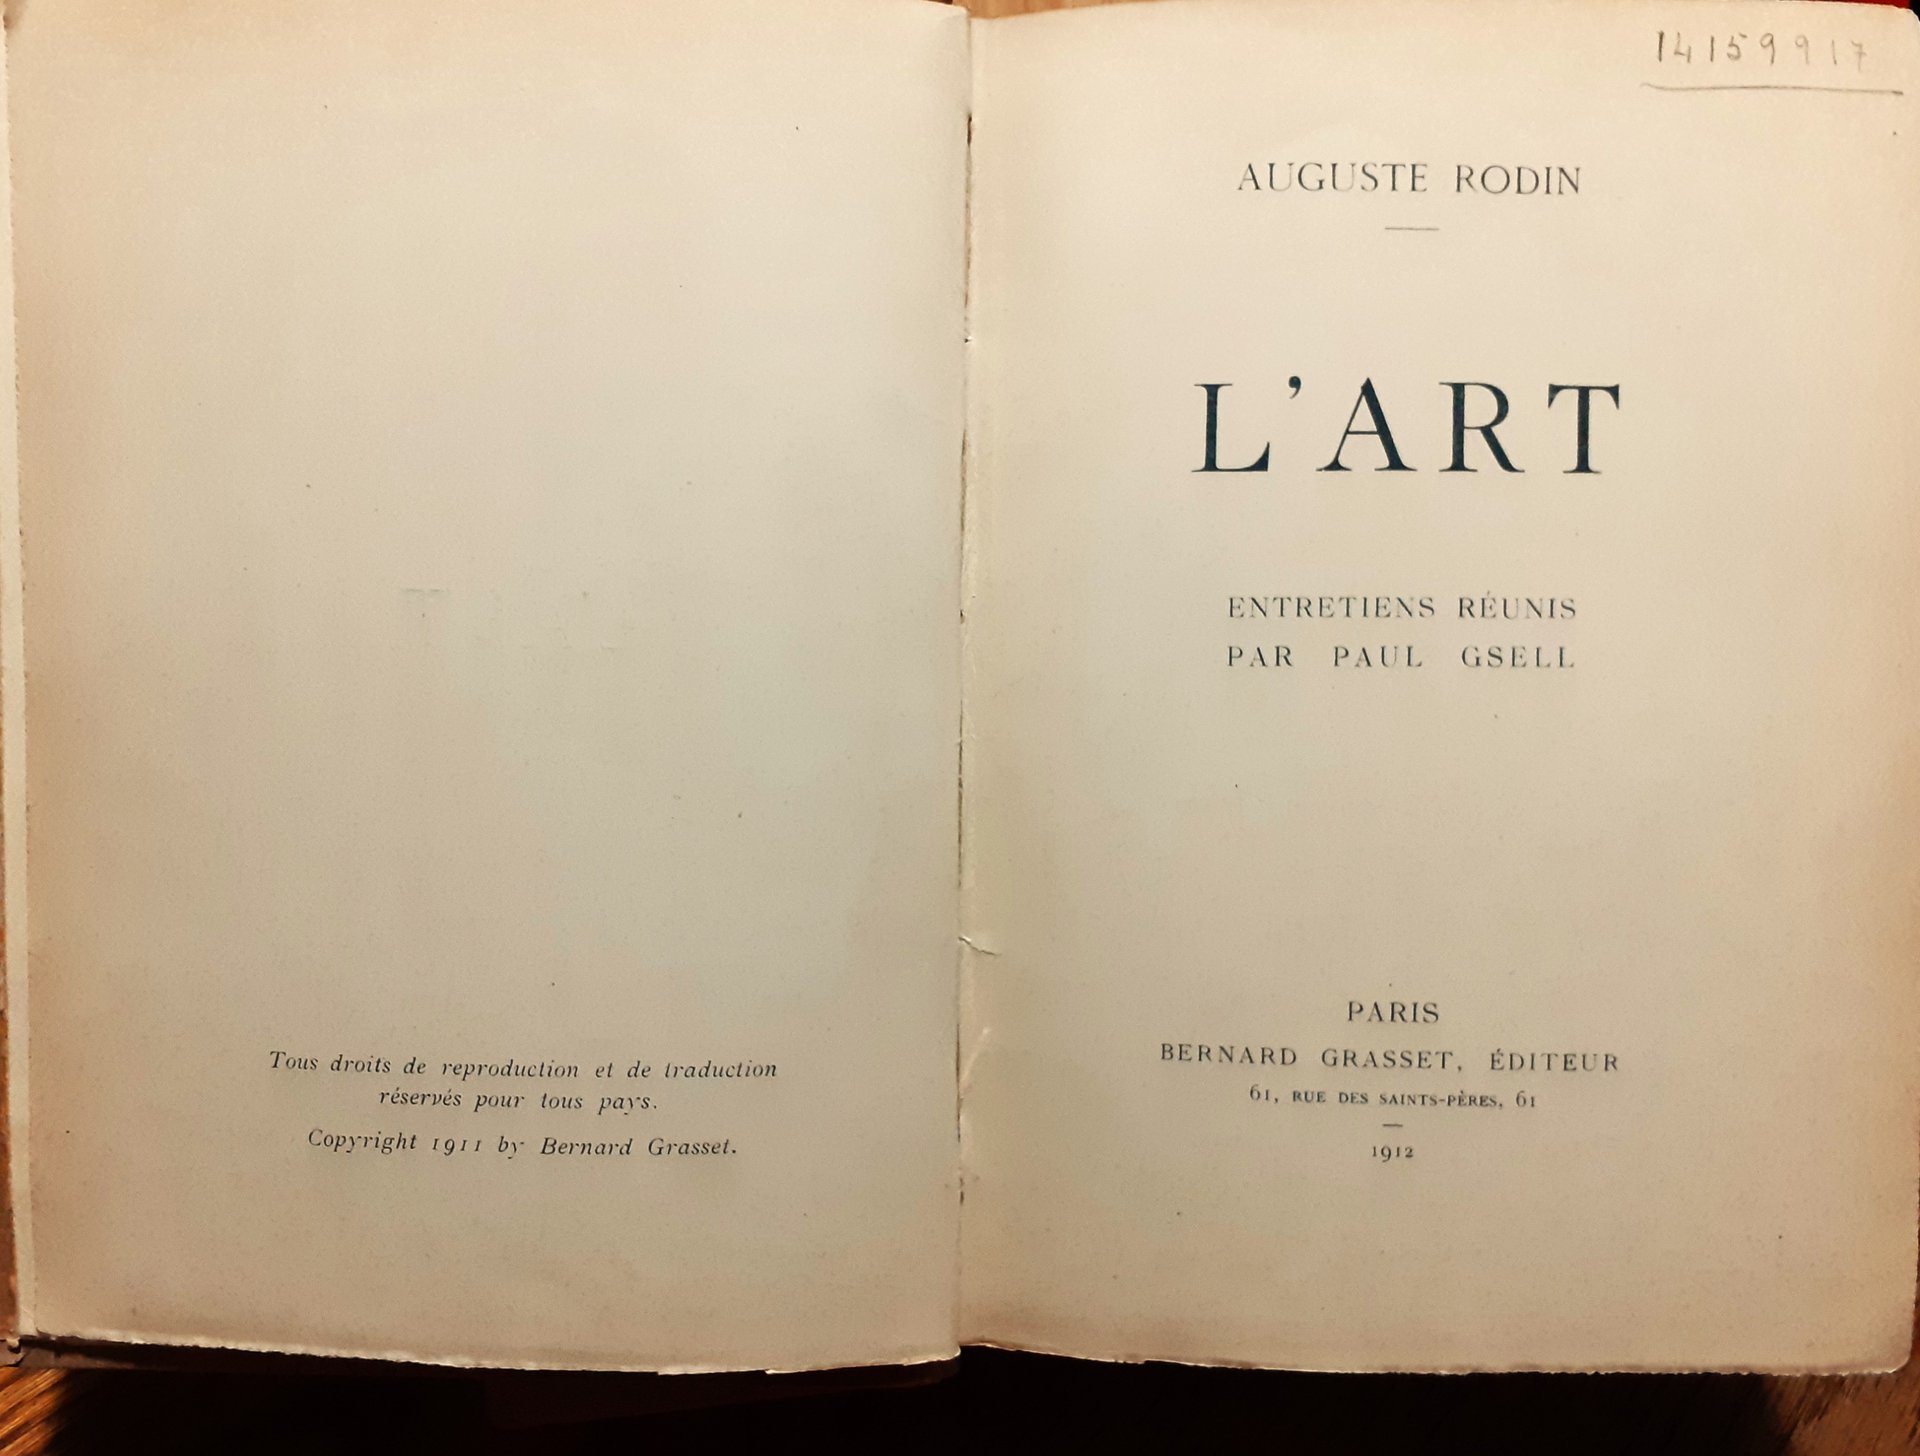 Tous droits de reproduction et de traduction
réservés pour tous pays.
Copyright 1911 by Bernard Grasset.
14159917
AUGUSTE RODIN
L'ART
ENTRETIENS RÉUNIS
PAR PAUL GSELL
PARIS
BERNARD GRASSET, ÉDITEUR
61, RUE DES SAINTS-PÈRES, 61
1912